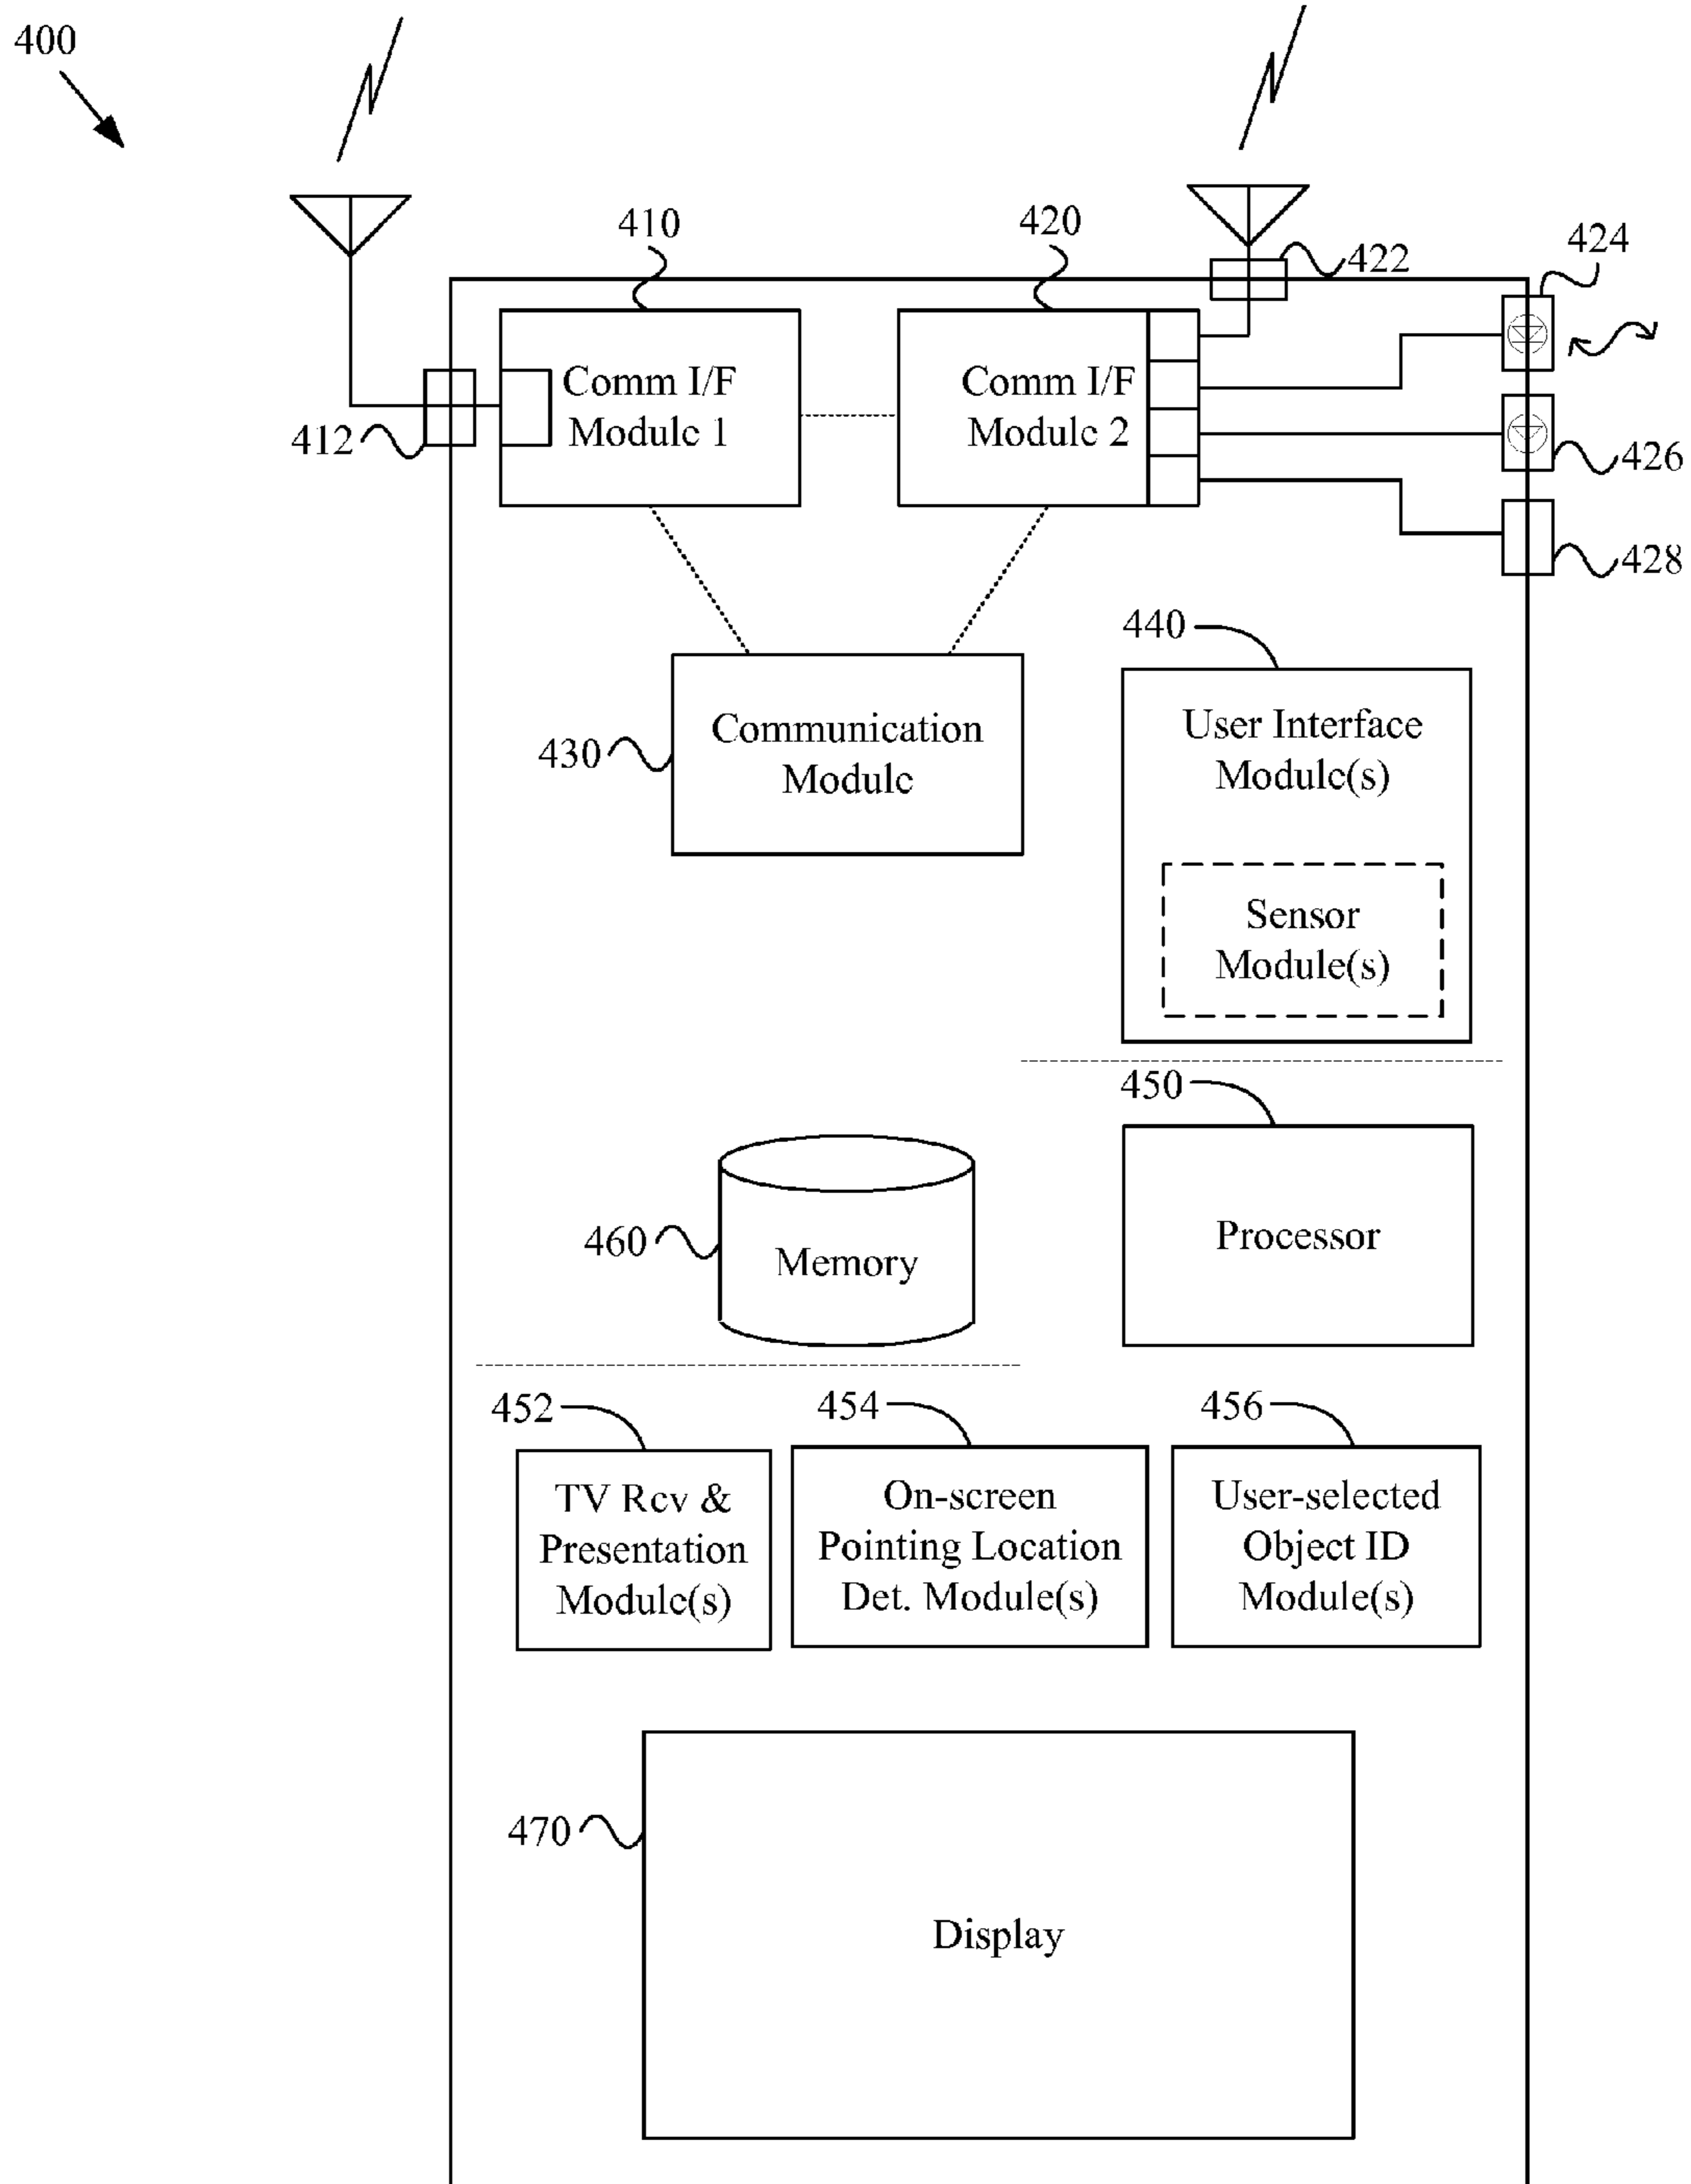 400
410
420
422
424
Comm I/F
Module 1
Comm I/F
Module 2
412
426
428
440
430
Communication
Module
User Interface
Module(s)
Sensor
Module(s)
450
460
Memory
Processor
452
454
456
TV Rcv &
Presentation
Module(s)
On-screen
Pointing Location
Det. Module(s)
User-selected
Object ID
Module(s)
470
Display